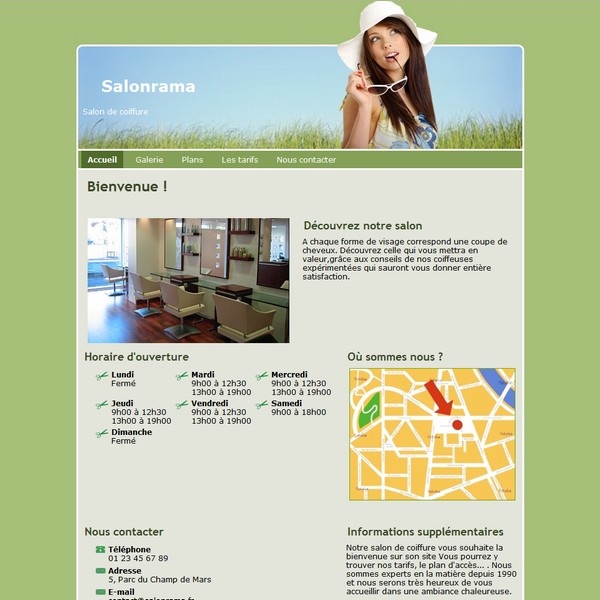 Salonrama
Salon de coiffure
Accueil Galerie Plans Les tarifs Nous contacter
Bienvenue !
Découvrez notre salon
A chaque forme de visage correspond une coupe de
cheveux. Découvrez celle qui vous mettra en
valeur,grâce aux conseils de nos coiffeuses
expérimentées qui sauront vous donner entière
satisfaction.
Horaire d'ouverture
Lundi
Fermé
Mardi
9h00 à 12h30
13h00 à 19h00
Mercredi
9h00 à 12h30
13h00 à 19h00
Jeudi
9h00 à 12h30
13h00 à 19h00
Vendredi
9h00 à 12h30
13h00 à 19h00
Samedi
9h00 à 18h00
Dimanche
Fermé
Où sommes nous ?
Nous contacter
Téléphone
01 23 45 67 89
Adresse
5, Parc du Champ de Mars
E-mail
contact@salonrama.fr
Informations supplémentaires
Notre salon de coiffure vous souhaite la
bienvenue sur son site Vous pourrez y
trouver nos tarifs, le plan d'accès... . Nous
sommes experts en la matière depuis 1990
et nous serons très heureux de vous
accueillir dans une ambiance chaleureuse.